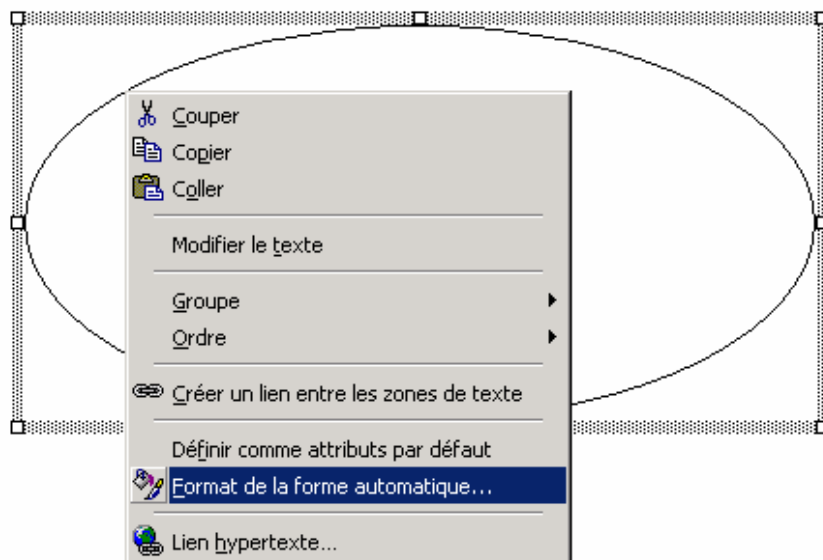 Couper
Copier
Coller
Modifier le texte
Groupe
Ordre
Créer un lien entre les zones de texte
Définir comme attributs par défaut
Format de la forme automatique...
Lien hypertexte...